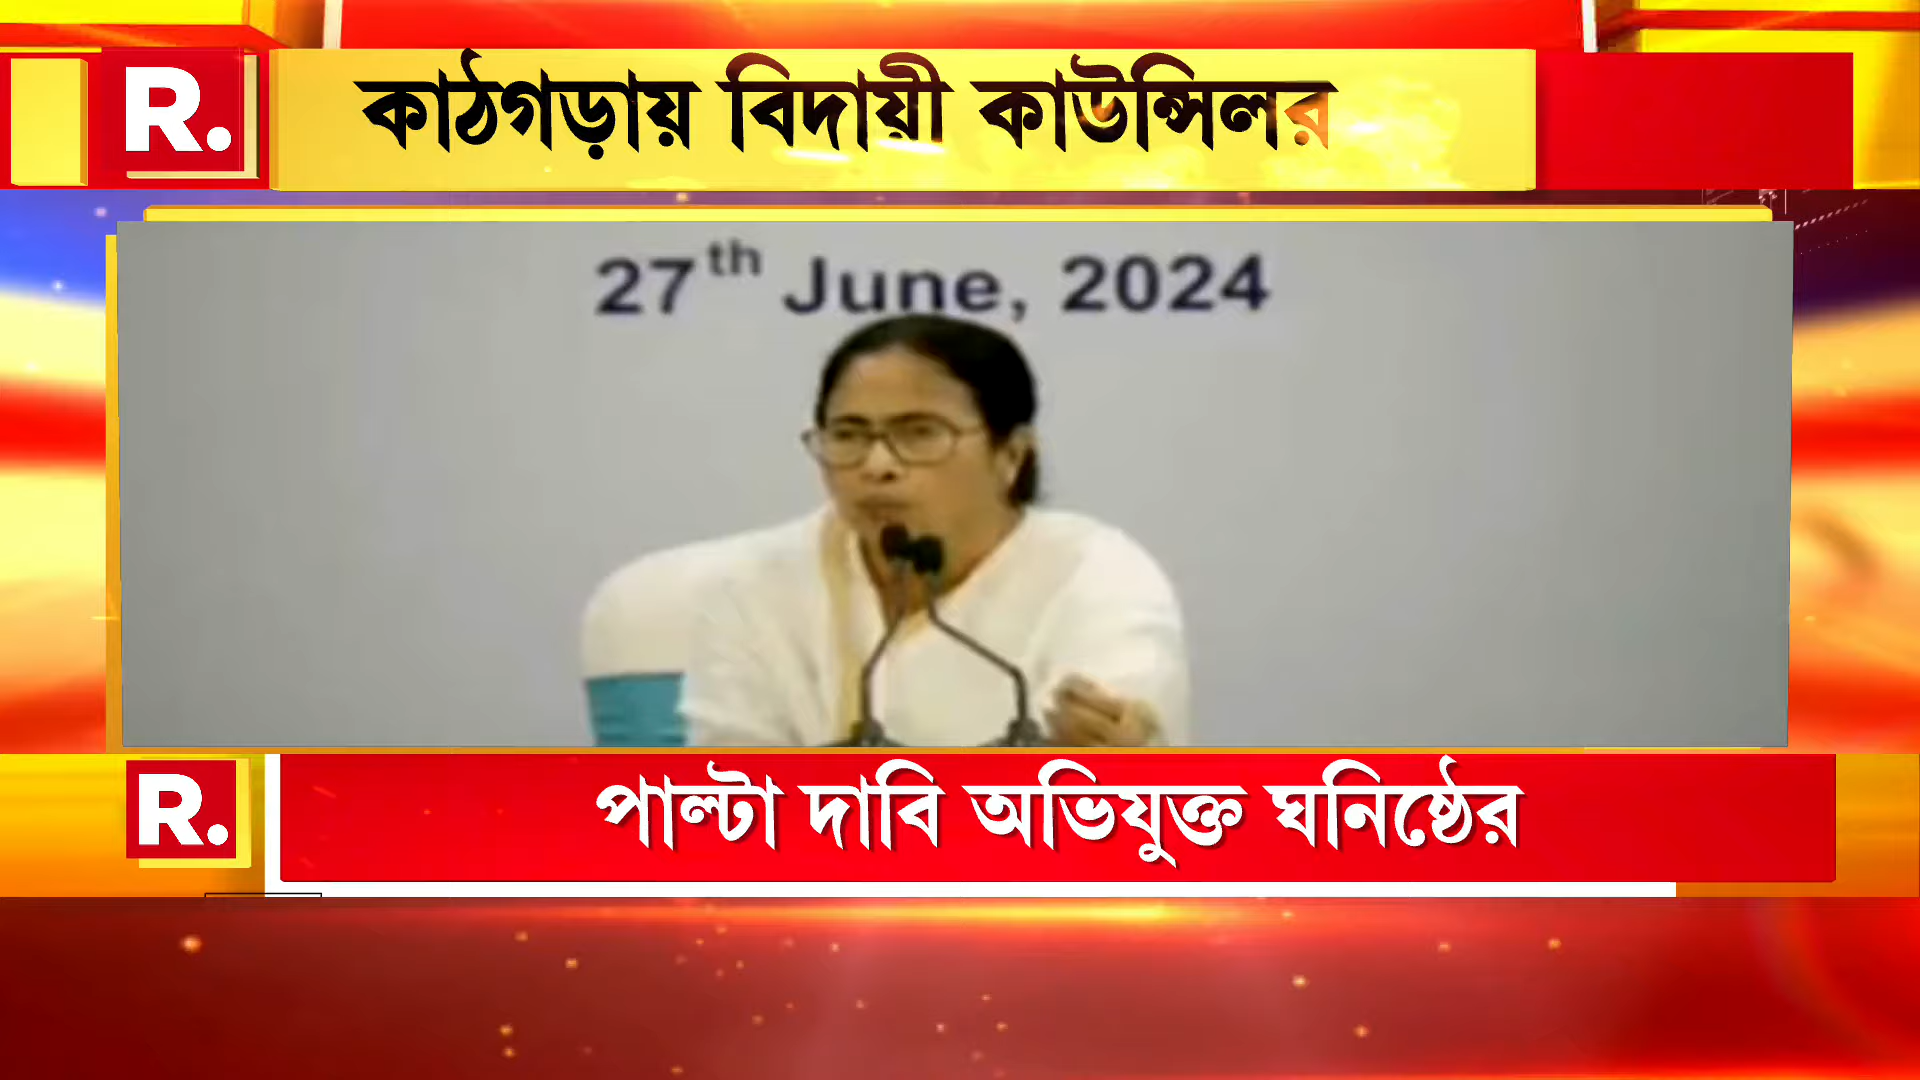 R.
কাঠগড়ায় বিদায়ী কাউন্সিলর
27th June, 2024
R.
পাল্টা দাবি অভিযুক্ত ঘনিষ্ঠের